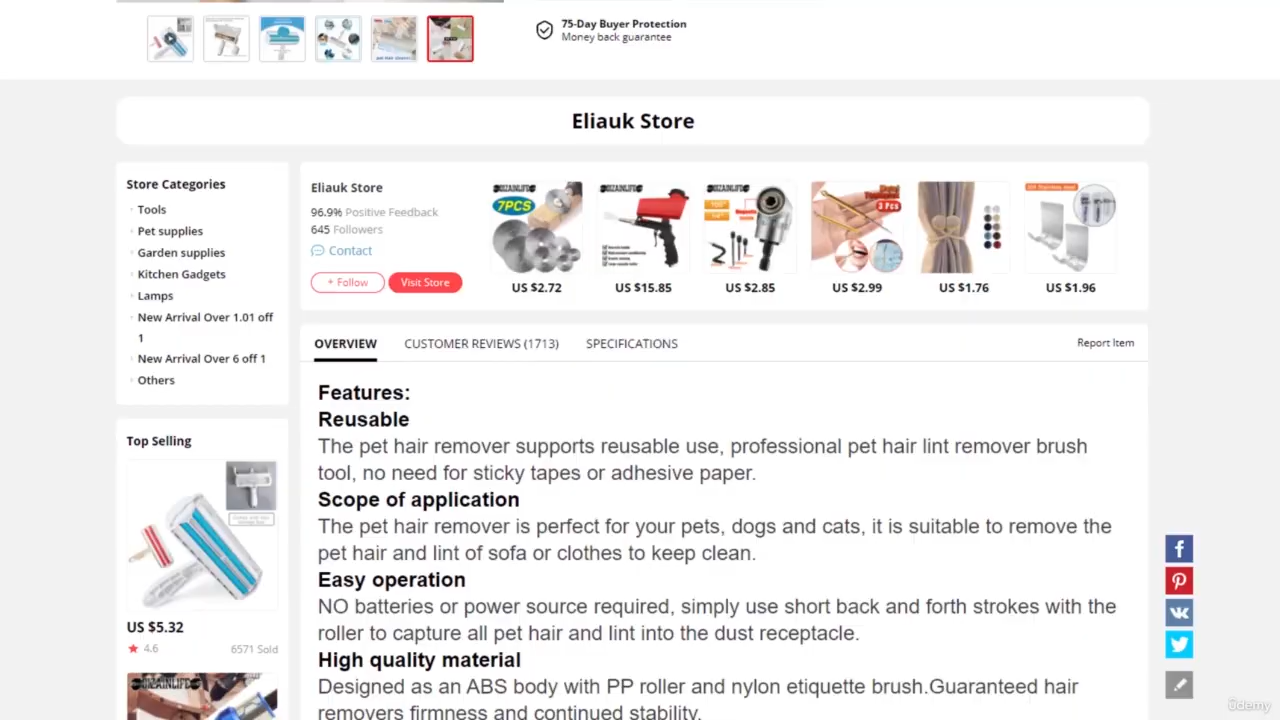 75-Day Buyer Protection
Money back guarantee
Eliauk Store
Store Categories
Tools
Pet supplies
Garden supplies
Kitchen Gadgets
Lamps
New Arrival Over 1.01 off
1
New Arrival Over 6 off 1
Others
Eliauk Store
96.9% Positive Feedback
645 Followers
Contact
+ Follow
Visit Store
BIZAINLIFE
7PCS
US $2.72
BIZAINLIFE
US $15.85
BIZAINLIFE
US $2.85
3 Pcs
US $2.99
US $1.76
US $1.96
OVERVIEW
CUSTOMER REVIEWS (1713)
SPECIFICATIONS
Report Item
Features:
Reusable
The pet hair remover supports reusable use, professional pet hair lint remover brush
tool, no need for sticky tapes or adhesive paper.
Scope of application
The pet hair remover is perfect for your pets, dogs and cats, it is suitable to remove the
pet hair and lint of sofa or clothes to keep clean.
Easy operation
NO batteries or power source required, simply use short back and forth strokes with the
roller to capture all pet hair and lint into the dust receptacle.
High quality material
Designed as an ABS body with PP roller and nylon etiquette brush.Guaranteed hair
removers firmness and continued stability.
Top Selling
US $5.32
4.6
6571 Sold
BIZAINLIFE
ûdemy